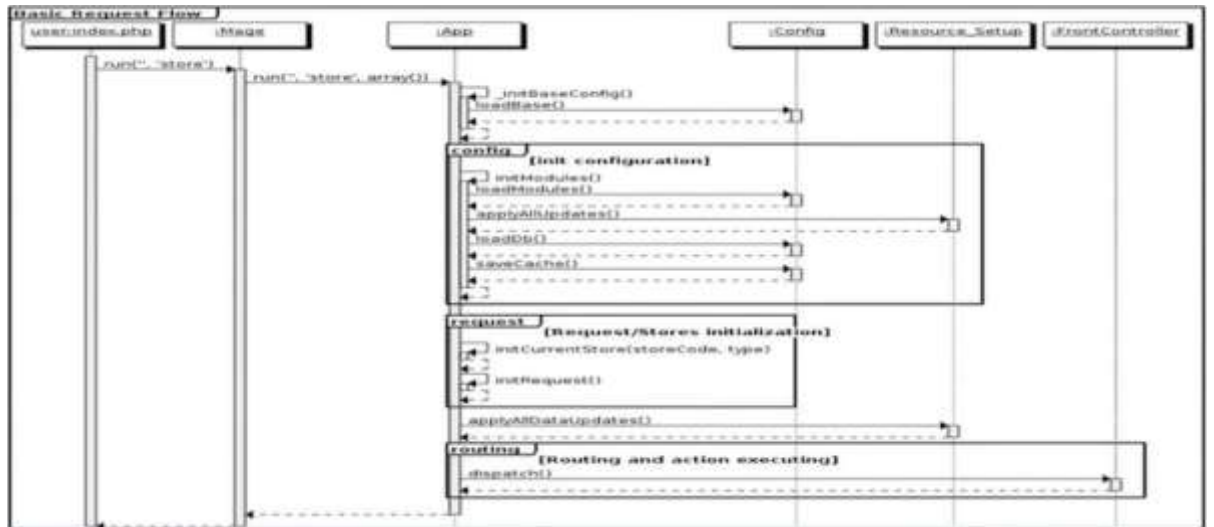 Basic Request Flow
user:index.php
:Mage
:App
:Config
:Resource_Setup
:FrontController
run('', 'store')
run('', 'store', array())
_initBaseConfig()
loadBase()
config
[init configuration]
initModules()
loadModules()
applyAllUpdates()
loadDb()
saveCache()
request
[Request/Stores initialization]
initCurrentStore(storeCode, type)
initRequest()
applyAllDataUpdates()
routing
[Routing and action executing]
dispatch()